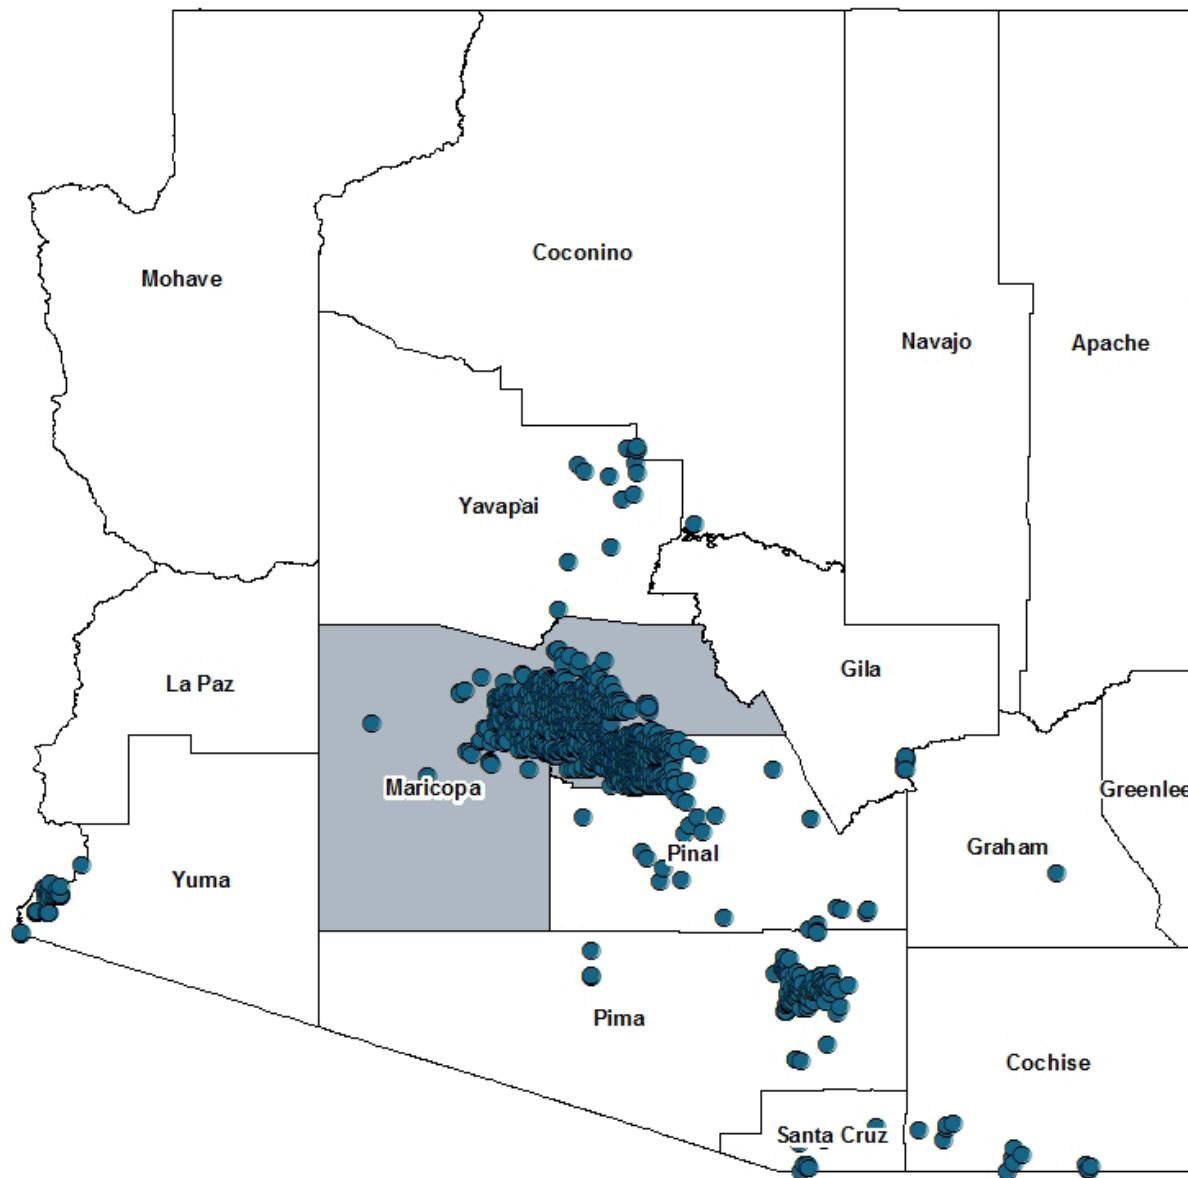 Coconino
Mohave
Navajo
Apache
Yavapai
La Paz
Gila
Maricopa
Greenlee
Graham
Pinal
Yuma
Pima
Cochise
Santa Cruz